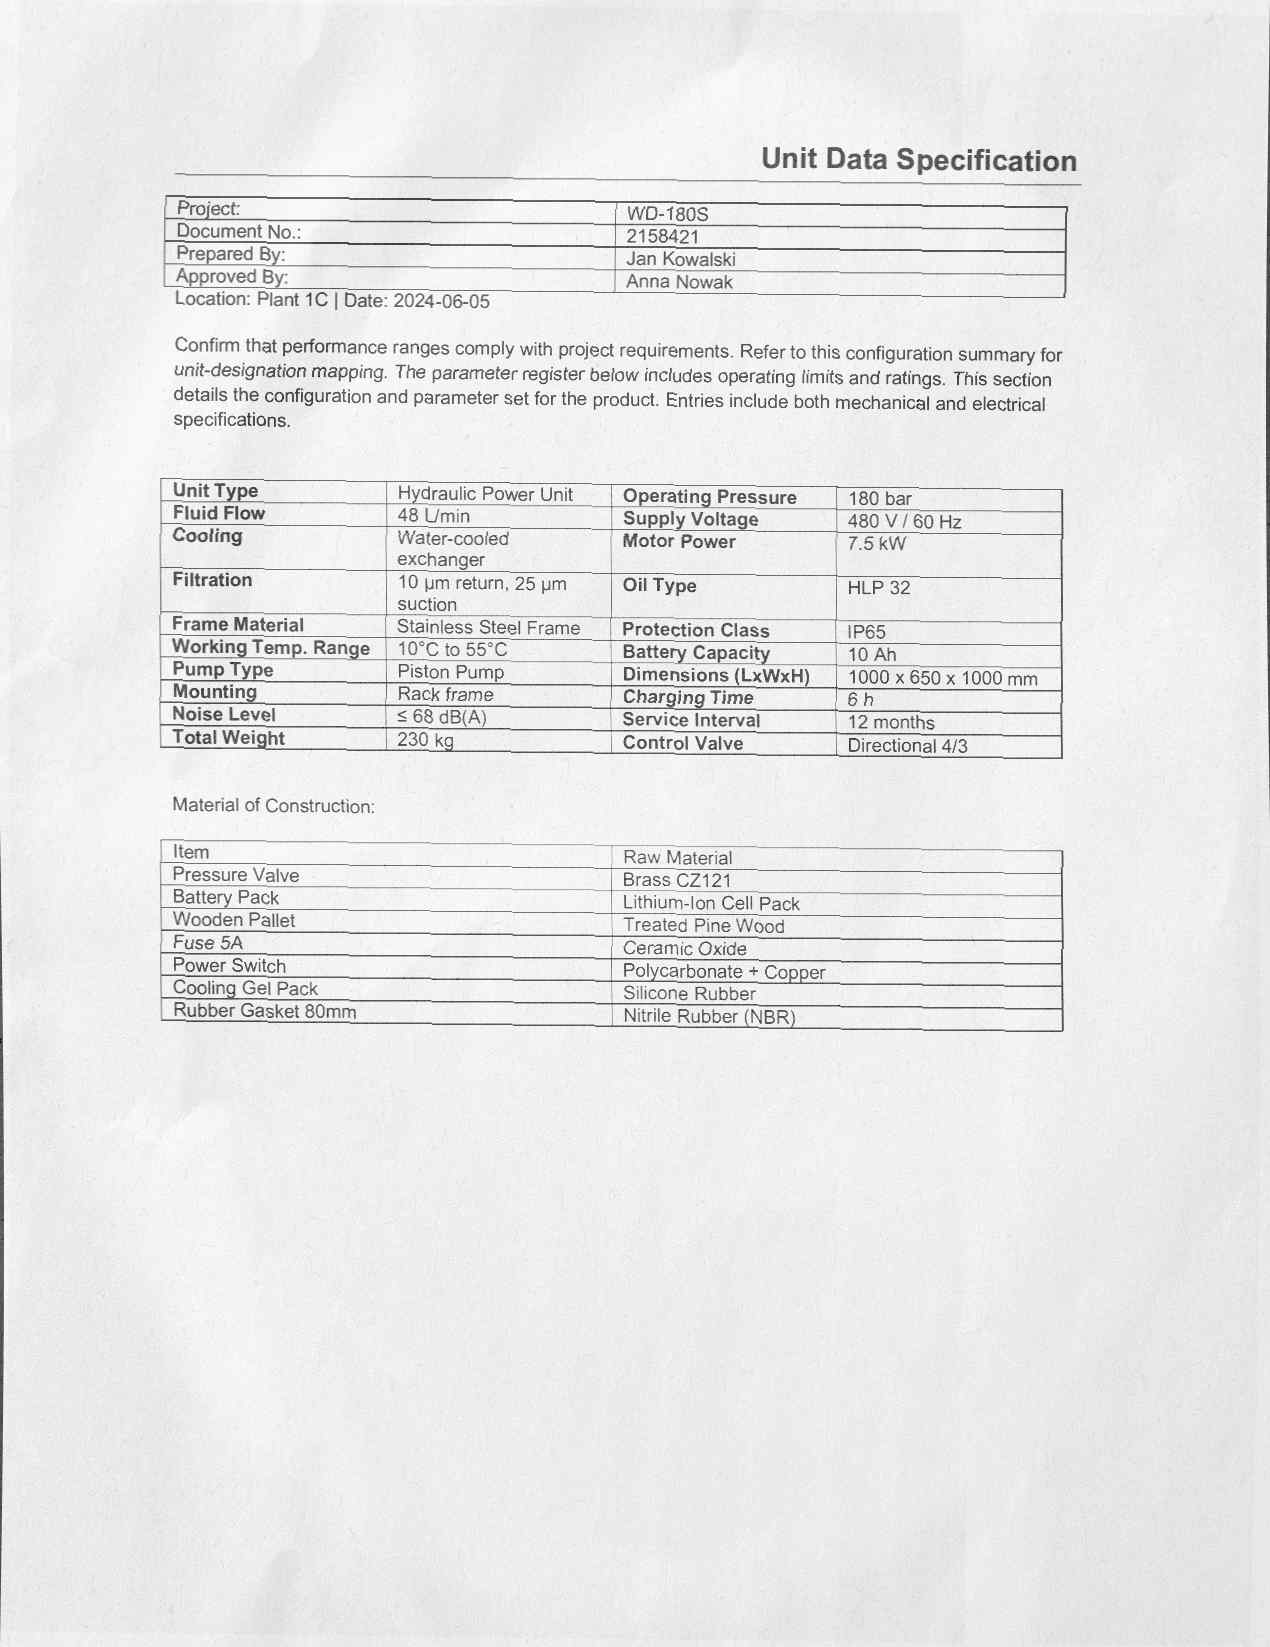 Unit Data Specification
Project: WD-180S
Document No.: 2158421
Prepared By: Jan Kowalski
Approved By: Anna Nowak
Location: Plant 1C | Date: 2024-06-05
Confirm that performance ranges comply with project requirements. Refer to this configuration summary for
unit-designation mapping. The parameter register below includes operating limits and ratings. This section
details the configuration and parameter set for the product. Entries include both mechanical and electrical
specifications.
Unit Type Hydraulic Power Unit Operating Pressure 180 bar
Fluid Flow 48 L/min Supply Voltage 480 V / 60 Hz
Cooling Water-cooled Motor Power 7.5 kW
exchanger
Filtration 10 µm return, 25 µm Oil Type HLP 32
suction
Frame Material Stainless Steel Frame Protection Class IP65
Working Temp. Range 10°C to 55°C Battery Capacity 10 Ah
Pump Type Piston Pump Dimensions (LxWxH) 1000 x 650 x 1000 mm
Mounting Rack frame Charging Time 6 h
Noise Level ≤ 68 dB(A) Service Interval 12 months
Total Weight 230 kg Control Valve Directional 4/3
Material of Construction:
Item Raw Material
Pressure Valve Brass CZ121
Battery Pack Lithium-Ion Cell Pack
Wooden Pallet Treated Pine Wood
Fuse 5A Ceramic Oxide
Power Switch Polycarbonate + Copper
Cooling Gel Pack Silicone Rubber
Rubber Gasket 80mm Nitrile Rubber (NBR)